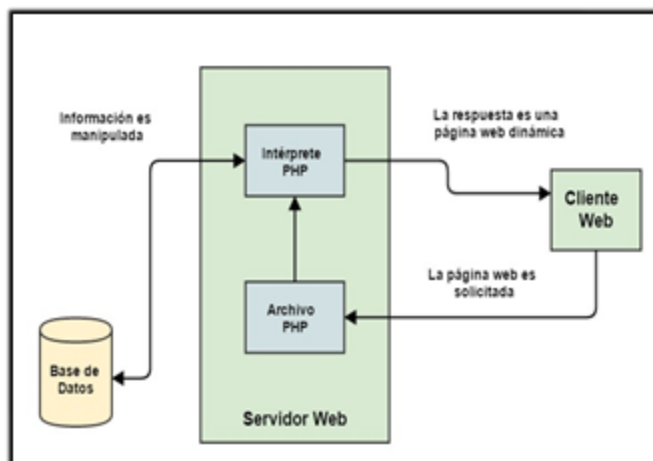 Información es
manipulada
Intérprete
PHP
La respuesta es una
página web dinámica
Cliente
Web
La página web es
solicitada
Archivo
PHP
Base de
Datos
Servidor Web